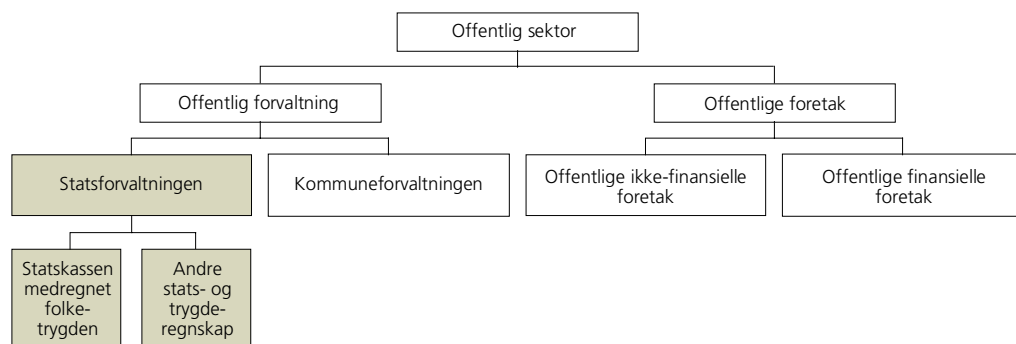 Offentlig sektor
Offentlig forvaltning
Offentlige foretak
Statsforvaltningen
Kommuneforvaltningen
Offentlige ikke-finansielle
foretak
Offentlige finansielle
foretak
Statskassen
medregnet
folke-
trygden
Andre
stats- og
trygde-
regnskap